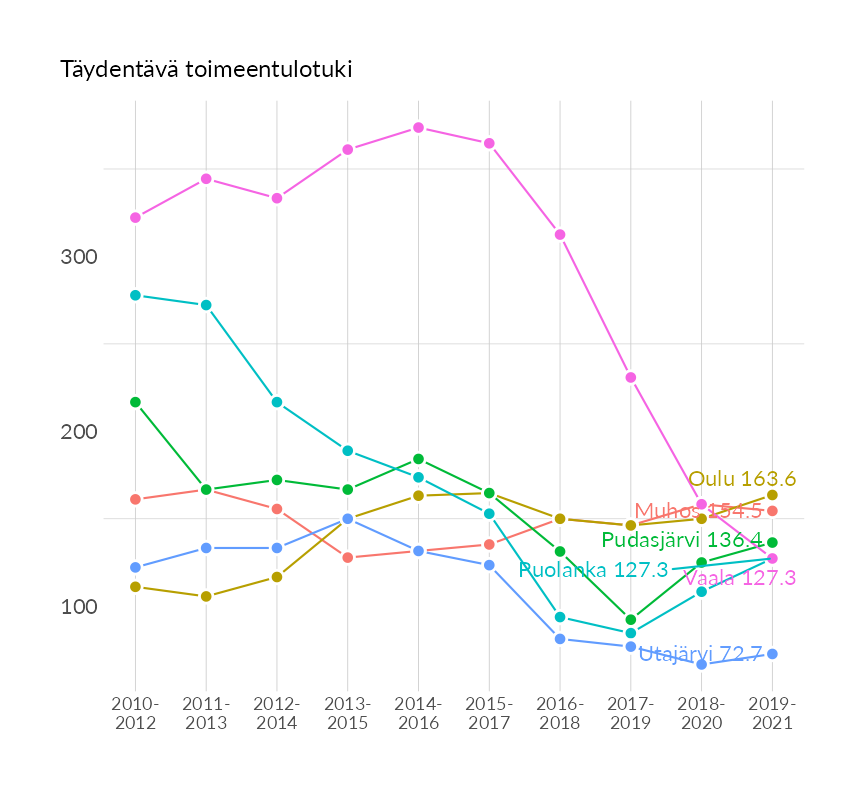 Täydentävä toimeentulotuki
300
200
100
Oulu 163.6
Muhos 154.5
Pudasjärvi 136.4
Puolanka 127.3
Vaala 127.3
Utajärvi 72.7
2010- 2011- 2012- 2013- 2014- 2015- 2016- 2017- 2018- 2019-
2012 2013 2014 2015 2016 2017 2018 2019 2020 2021